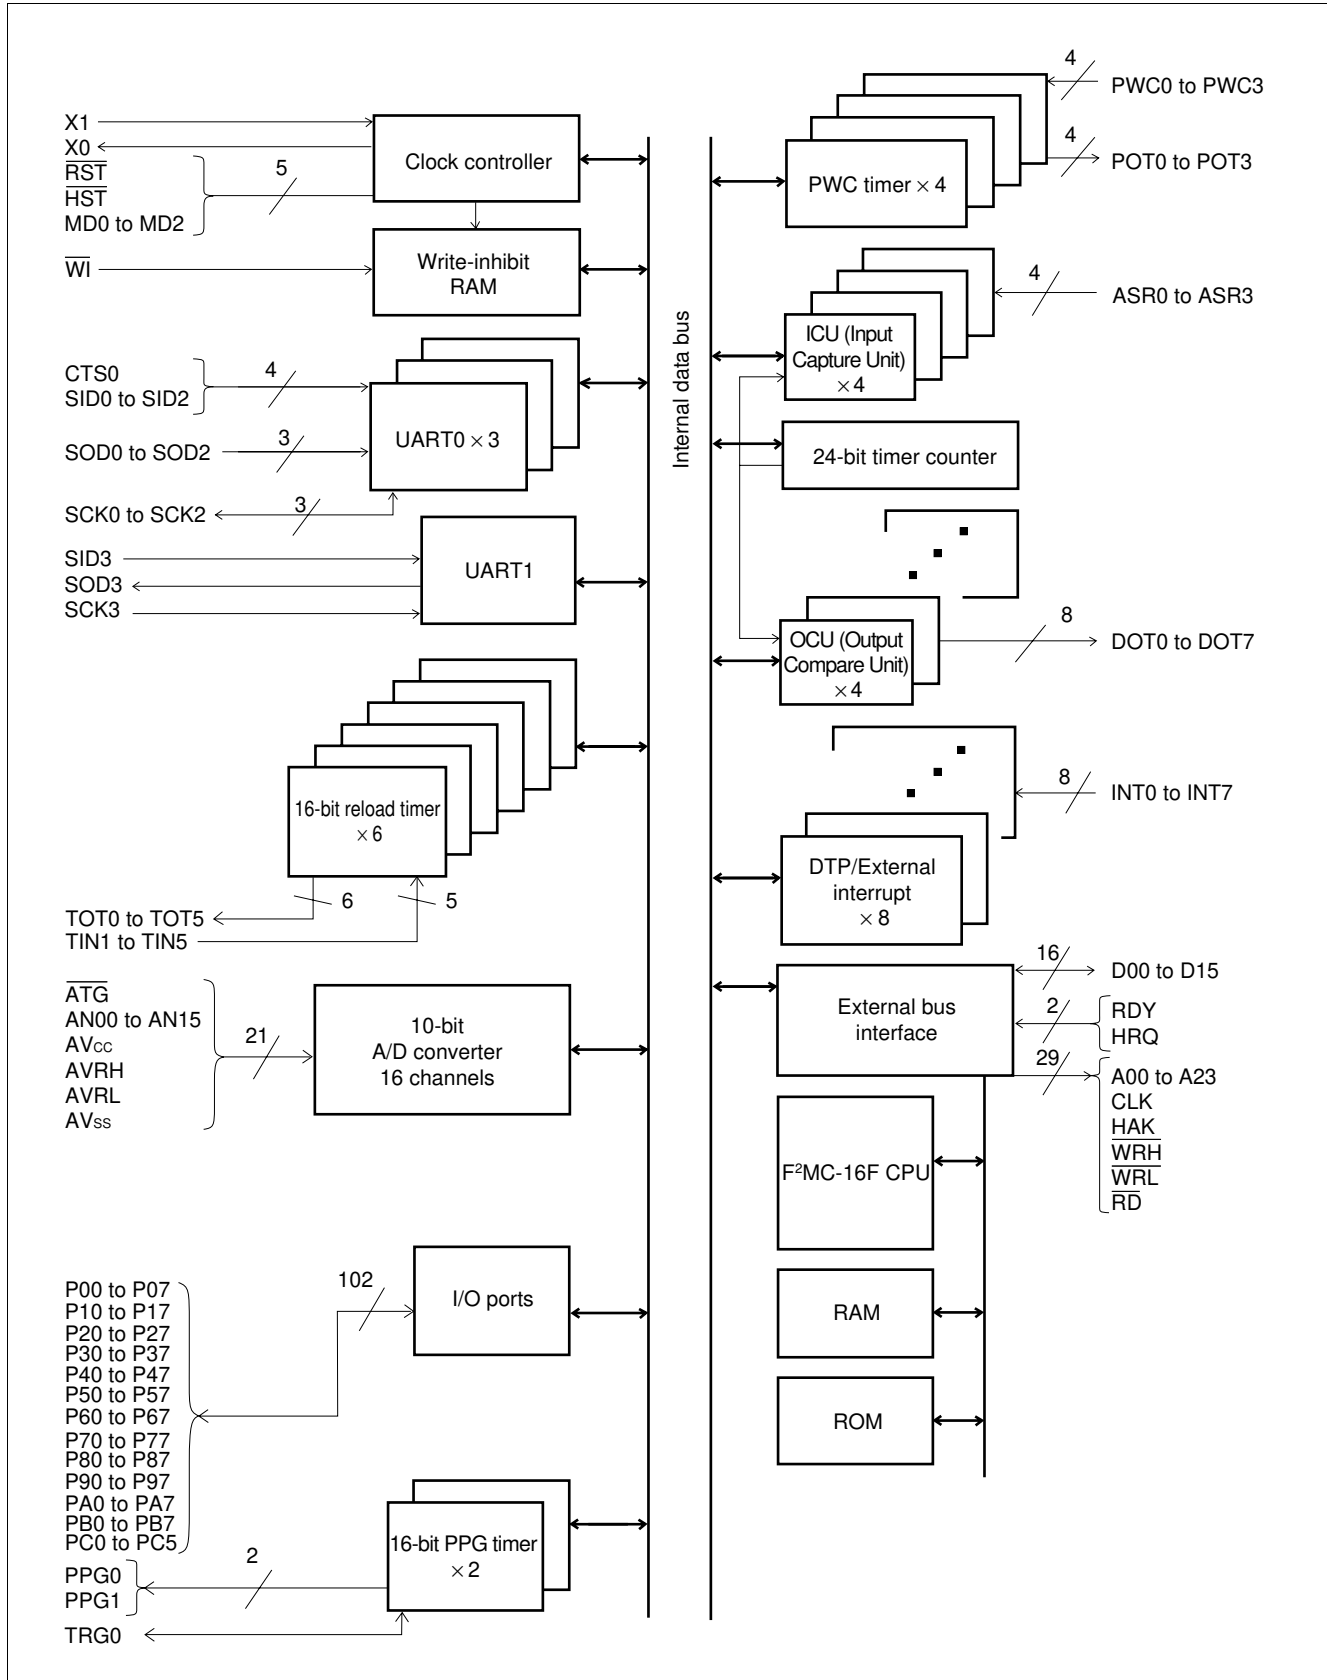 X1
X0
RST
HST
MD0 to MD2
5
Clock controller
WI
Write-inhibit
RAM
CTS0
SID0 to SID2
4
SOD0 to SOD2
3
UART0 × 3
SCK0 to SCK2
3
SID3
SOD3
SCK3
UART1
16-bit reload timer
× 6
6
5
TOT0 to TOT5
TIN1 to TIN5
ATG
AN00 to AN15
AVCC
AVRH
AVRL
AVSS
21
10-bit
A/D converter
16 channels
P00 to P07
P10 to P17
P20 to P27
P30 to P37
P40 to P47
P50 to P57
P60 to P67
P70 to P77
P80 to P87
P90 to P97
PA0 to PA7
PB0 to PB7
PC0 to PC5
102
I/O ports
PPG0
PPG1
2
16-bit PPG timer
× 2
TRG0
Internal data bus
4
PWC0 to PWC3
4
POT0 to POT3
PWC timer × 4
4
ASR0 to ASR3
ICU (Input
Capture Unit)
× 4
24-bit timer counter
OCU (Output
Compare Unit)
× 4
8
DOT0 to DOT7
8
INT0 to INT7
DTP/External
interrupt
× 8
External bus
interface
16
D00 to D15
2
RDY
HRQ
29
A00 to A23
CLK
HAK
WRH
WRL
RD
F²MC-16F CPU
RAM
ROM